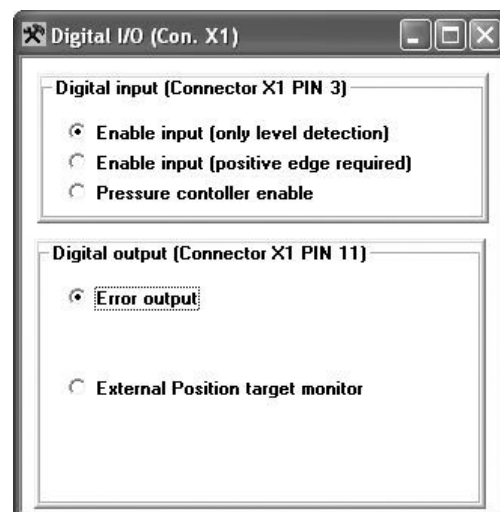 Digital I/O (Con. X1)
Digital input (Connector X1 PIN 3)
Enable input (only level detection)
Enable input (positive edge required)
Pressure contoller enable
Digital output (Connector X1 PIN 11)
Error output
External Position target monitor